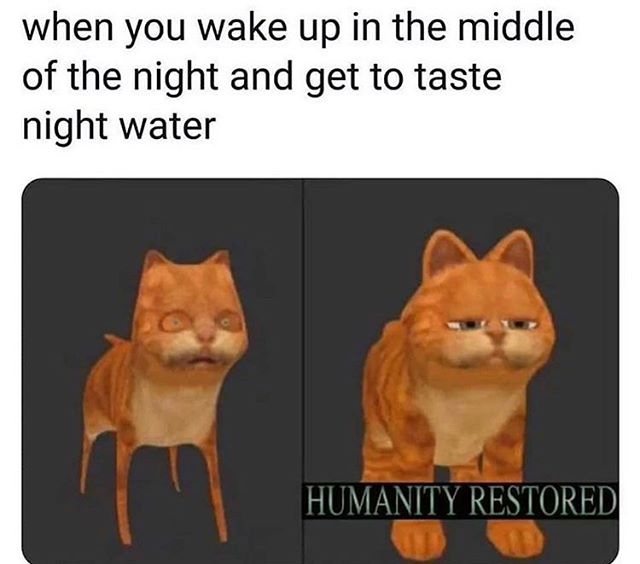 when you wake up in the middle
of the night and get to taste
night water
HUMANITY RESTORED